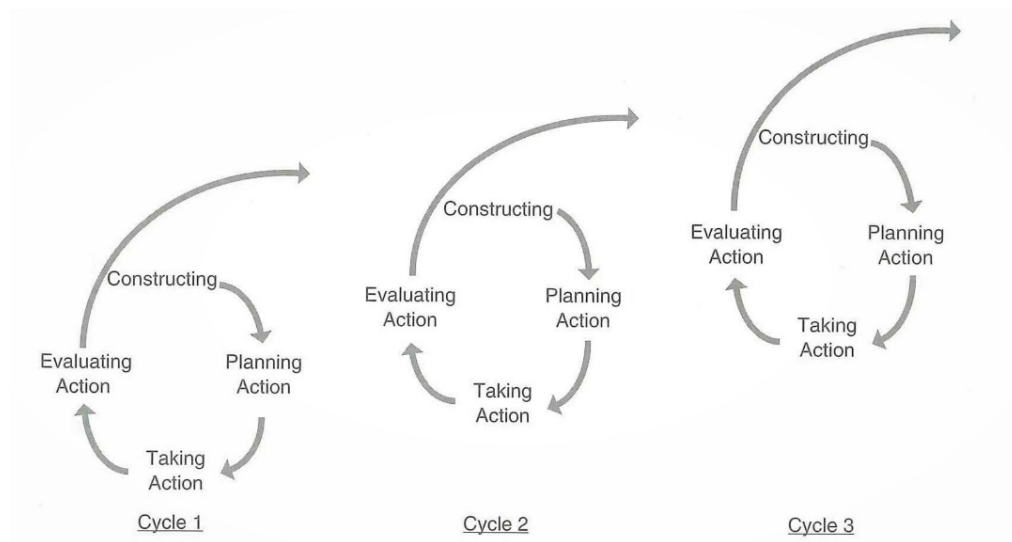 Constructing
Planning
Action
Taking
Action
Evaluating
Action
Cycle 1
Constructing
Planning
Action
Taking
Action
Evaluating
Action
Cycle 2
Constructing
Planning
Action
Taking
Action
Evaluating
Action
Cycle 3